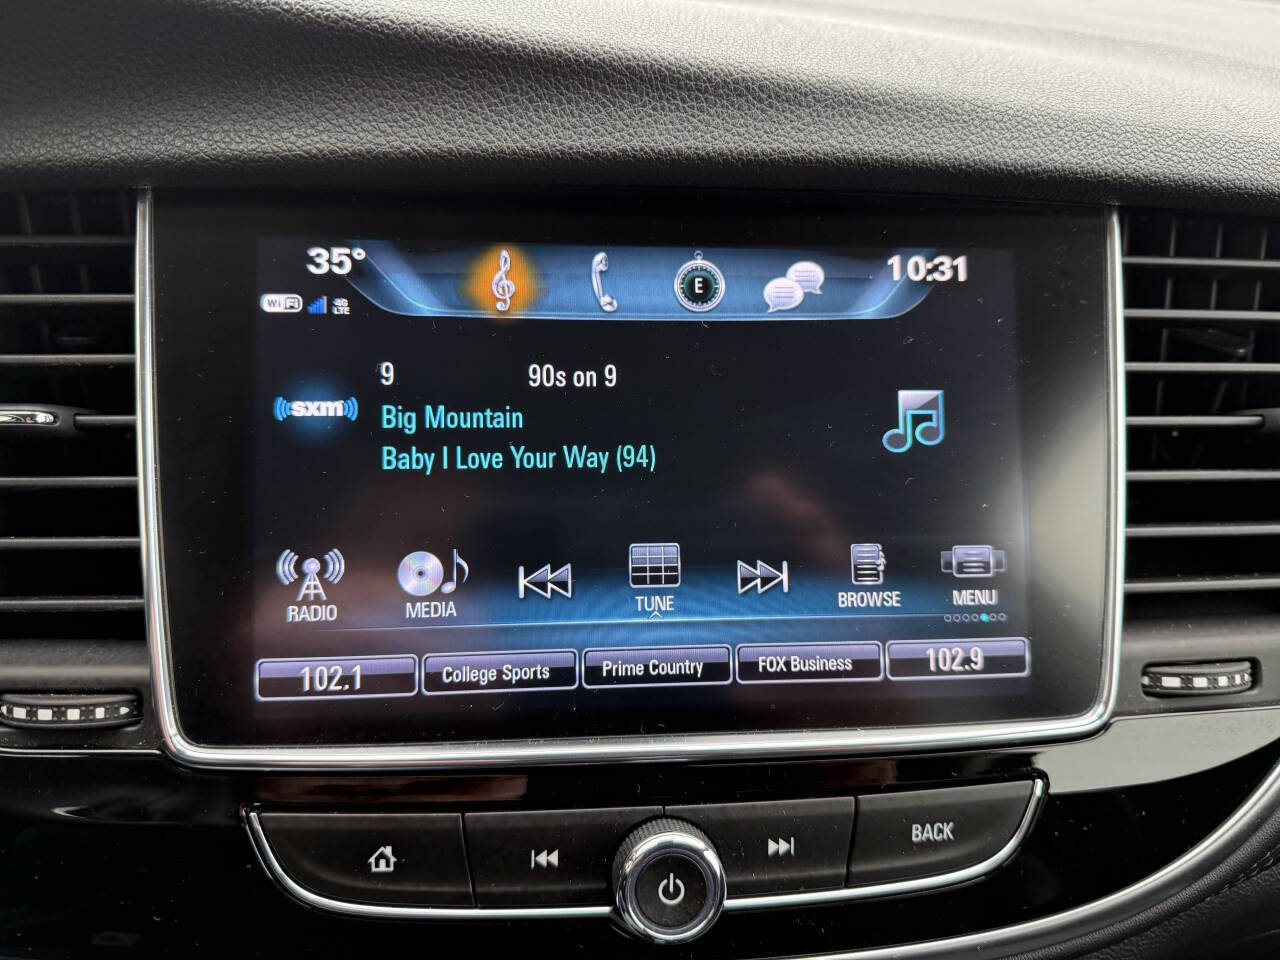 35°
10:31
WiFi
4G
LTE
E
9
90s on 9
sxm
Big Mountain
Baby I Love Your Way (94)
RADIO
MEDIA
TUNE
BROWSE
MENU
102.1
College Sports
Prime Country
FOX Business
102.9
BACK